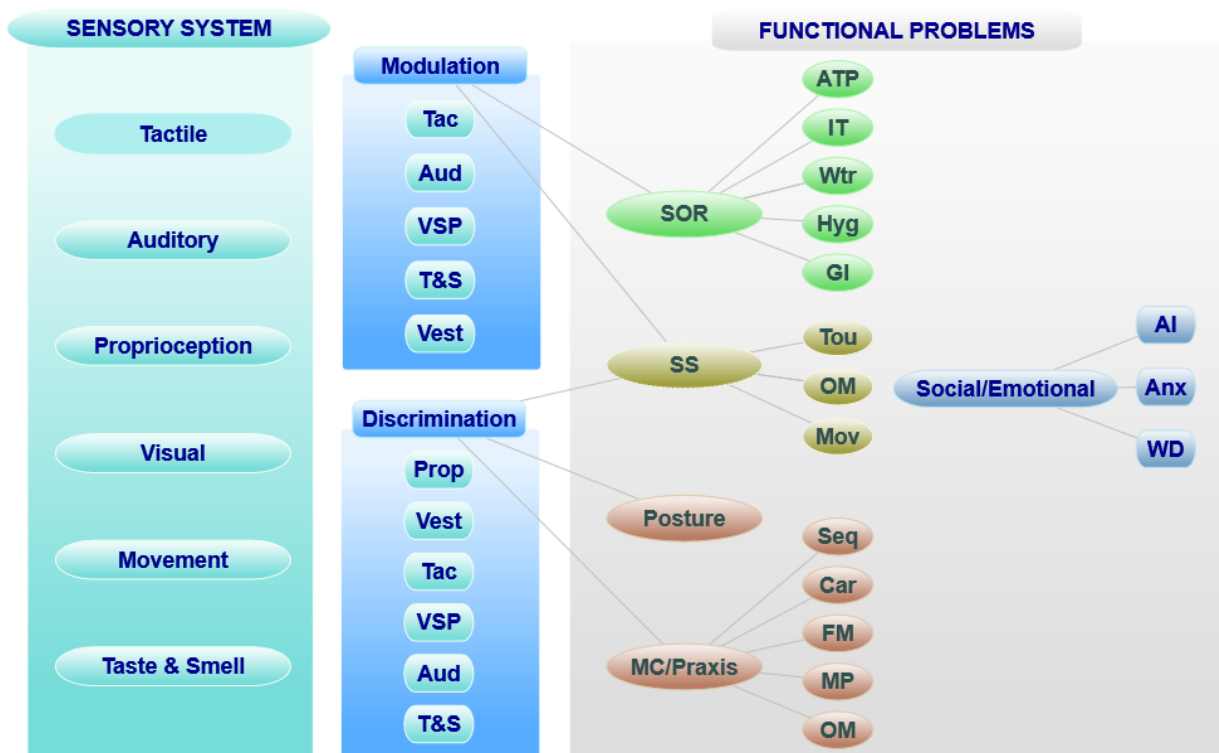 SENSORY SYSTEM
Tactile
Auditory
Proprioception
Visual
Movement
Taste & Smell
Modulation
Tac
Aud
VSP
T&S
Vest
Discrimination
Prop
Vest
Tac
VSP
Aud
T&S
FUNCTIONAL PROBLEMS
SOR
ATP
IT
Wtr
Hyg
GI
SS
Tou
OM
Mov
Posture
MC/Praxis
Seq
Car
FM
MP
OM
Social/Emotional
AI
Anx
WD